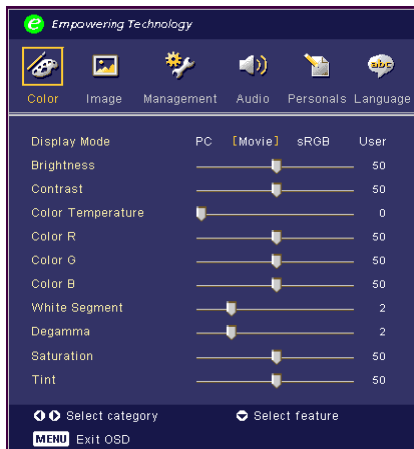 e Empowering Technology
abc
Color Image Management Audio Personals Language
Display Mode PC [Movie] sRGB User
Brightness 50
Contrast 50
Color Temperature 0
Color R 50
Color G 50
Color B 50
White Segment 2
Degamma 2
Saturation 50
Tint 50
Select category Select feature
MENU Exit OSD